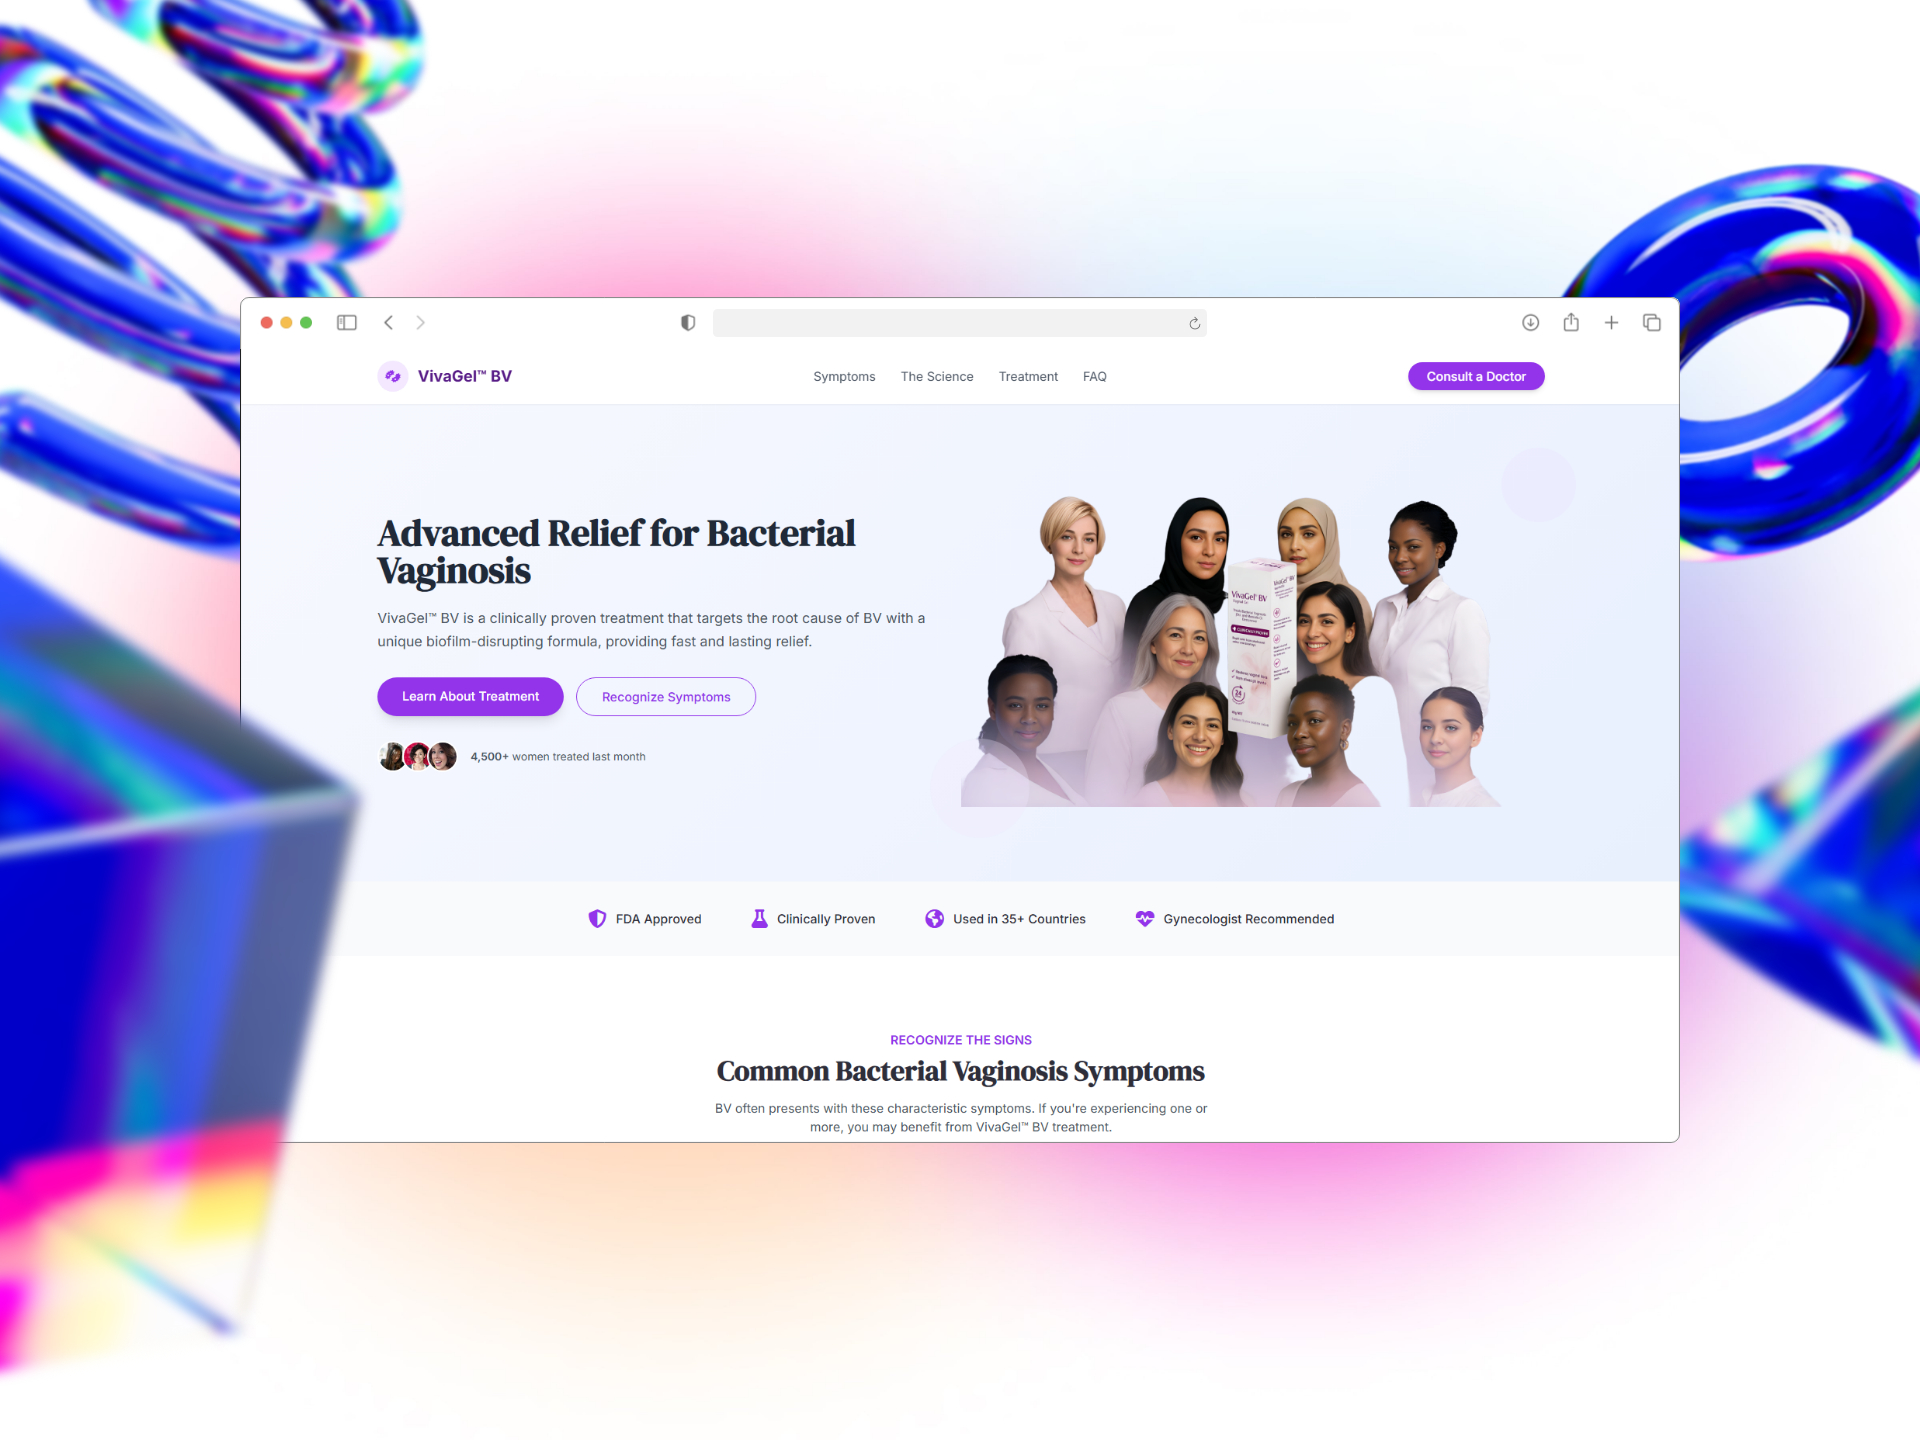 VivaGel™ BV
Symptoms
The Science
Treatment
FAQ
Consult a Doctor
Advanced Relief for Bacterial
Vaginosis
VivaGel™ BV is a clinically proven treatment that targets the root cause of BV with a
unique biofilm-disrupting formula, providing fast and lasting relief.
Learn About Treatment
Recognize Symptoms
4,500+ women treated last month
VivaGel™ BV
FDA Approved
Clinically Proven
Used in 35+ Countries
Gynecologist Recommended
RECOGNIZE THE SIGNS
Common Bacterial Vaginosis Symptoms
BV often presents with these characteristic symptoms. If you're experiencing one or
more, you may benefit from VivaGel™ BV treatment.